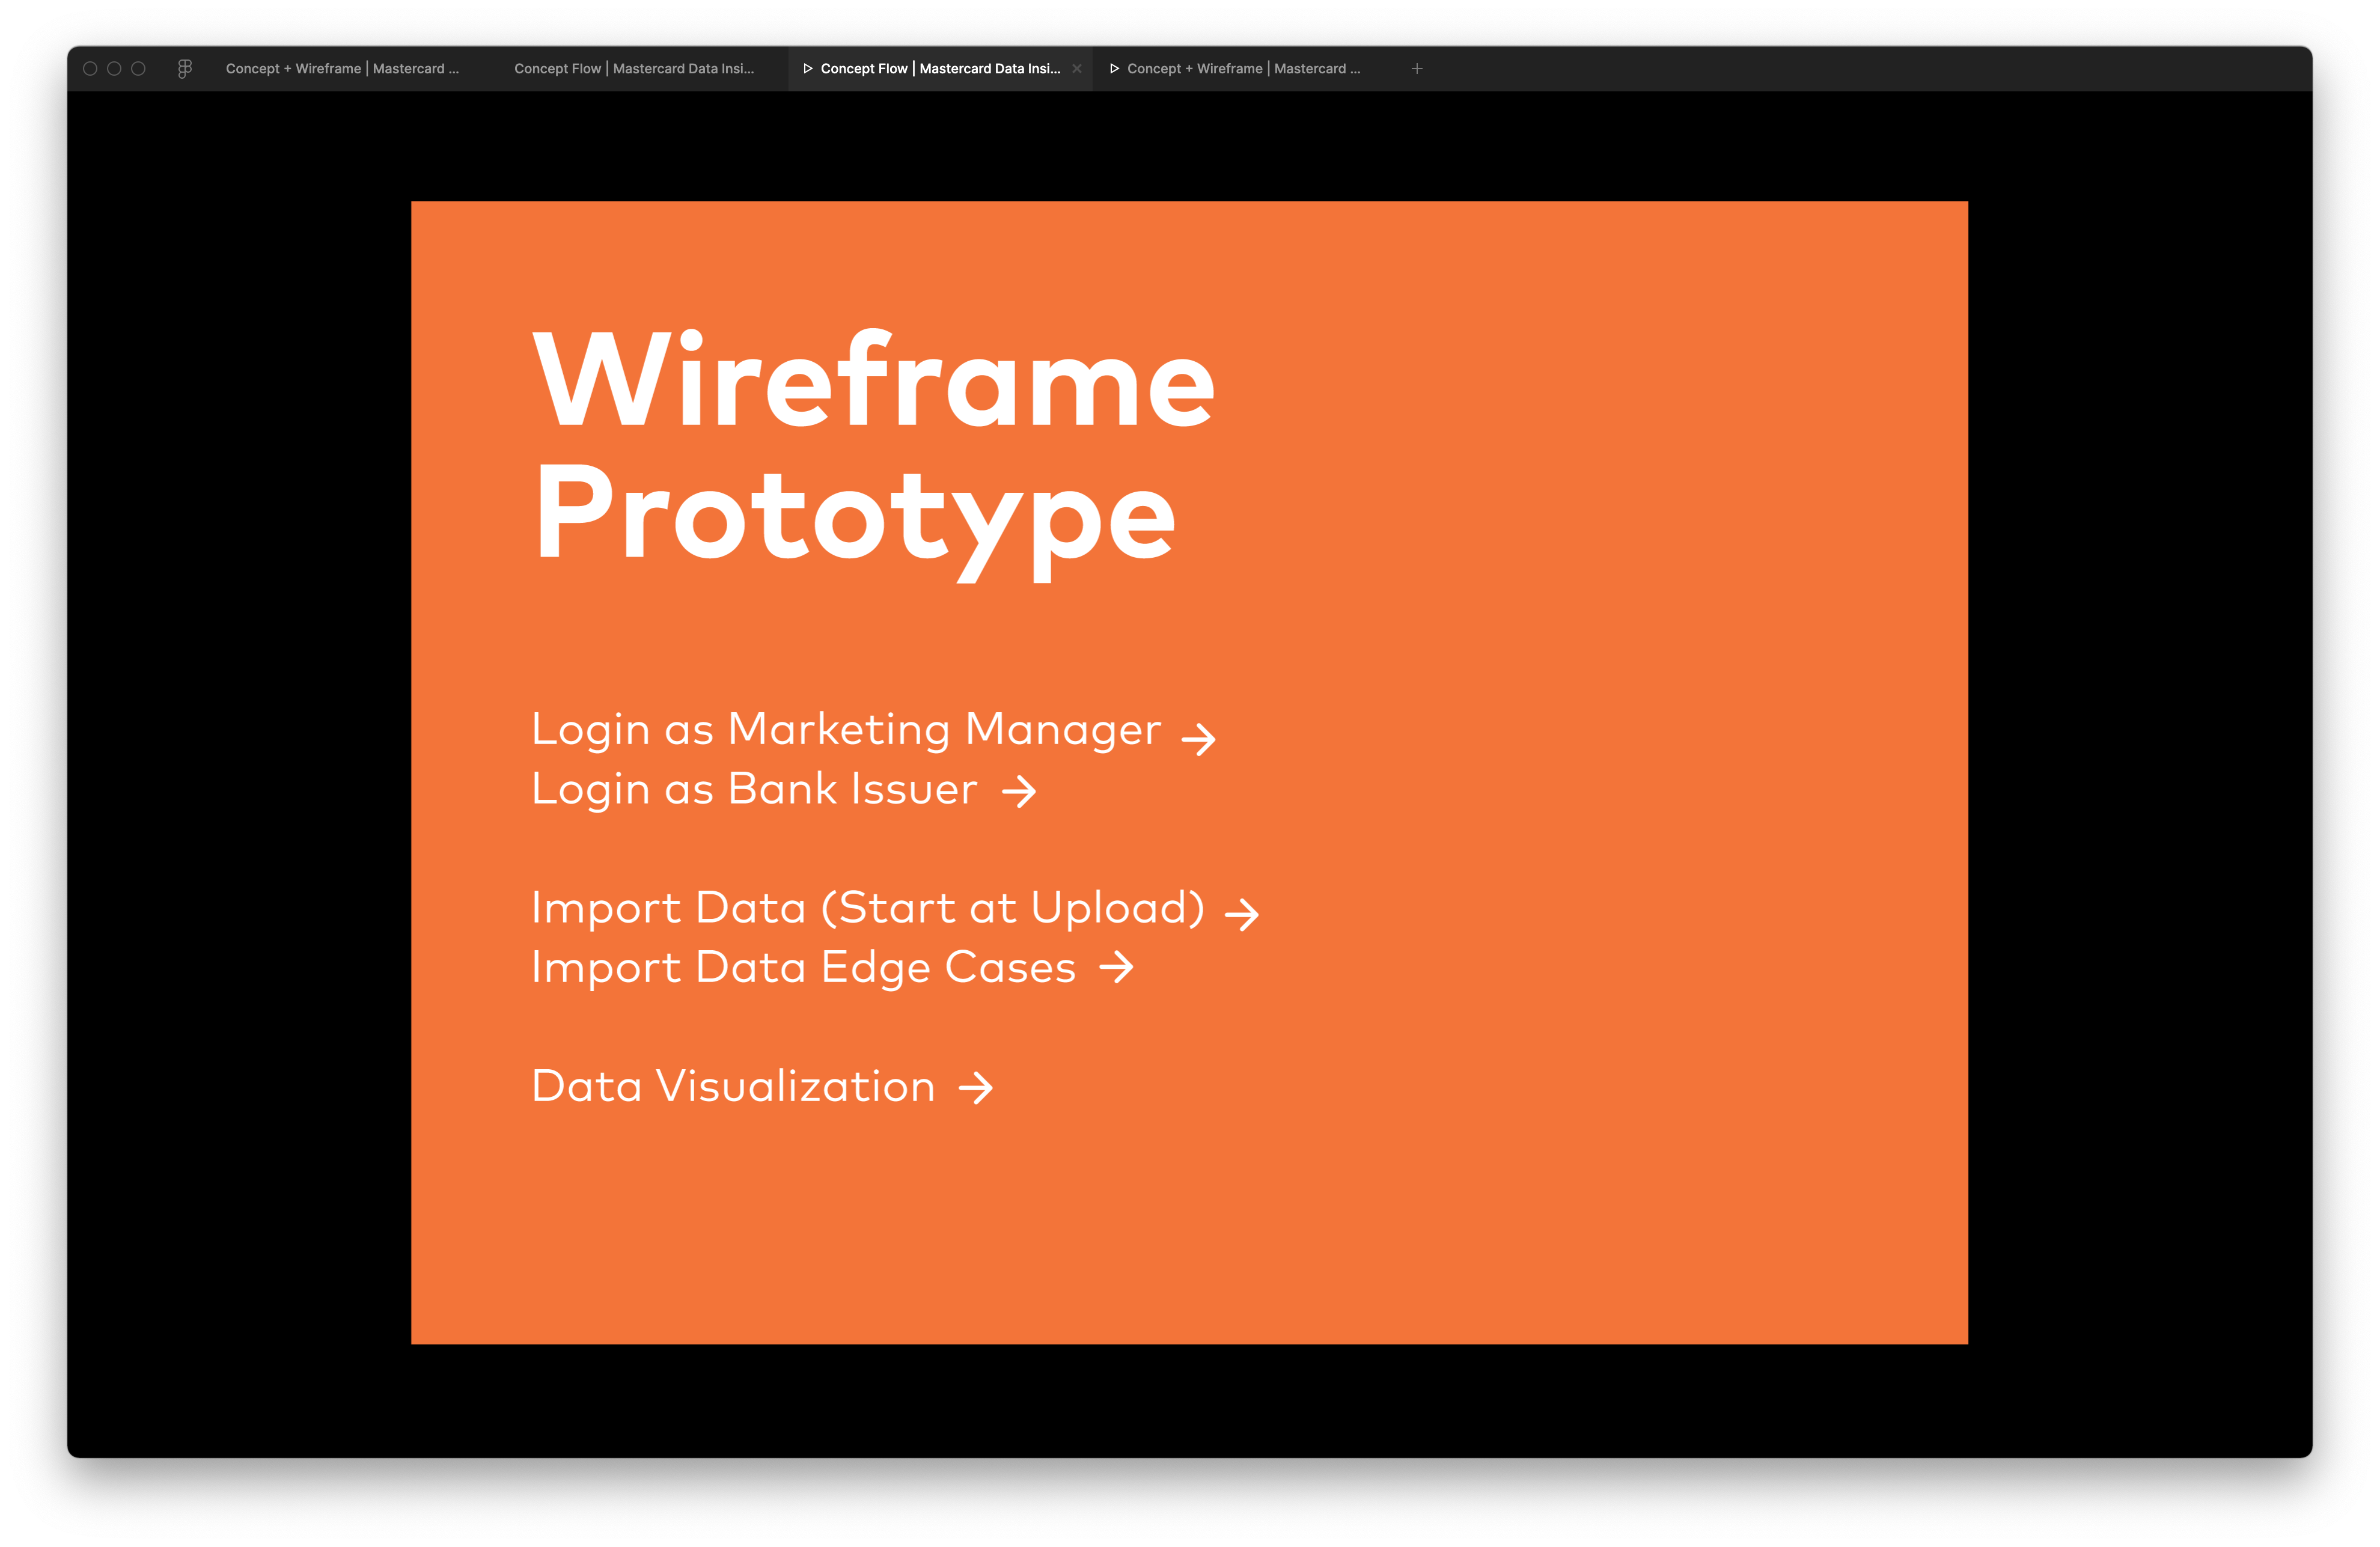 Concept + Wireframe | Mastercard ...
Concept Flow | Mastercard Data Insi...
Concept Flow | Mastercard Data Insi...
Concept + Wireframe | Mastercard ...
Wireframe
Prototype
Login as Marketing Manager →
Login as Bank Issuer →
Import Data (Start at Upload) →
Import Data Edge Cases →
Data Visualization →